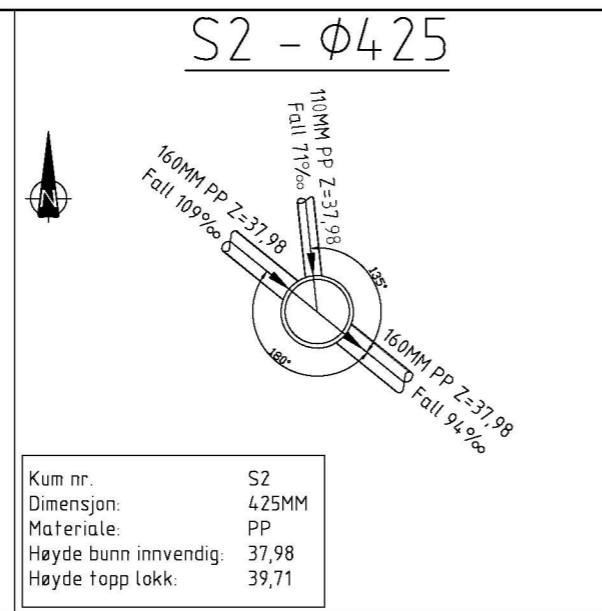 S2 - Φ425
110MM PP Z=37,98
Fall 71‰
160MM PP Z=37,98
Fall 109‰
N
135°
180°
160MM PP Z=37,98
Fall 94‰
Kum nr. S2
Dimensjon: 425MM
Materiale: PP
Høyde bunn innvendig: 37,98
Høyde topp lokk: 39,71